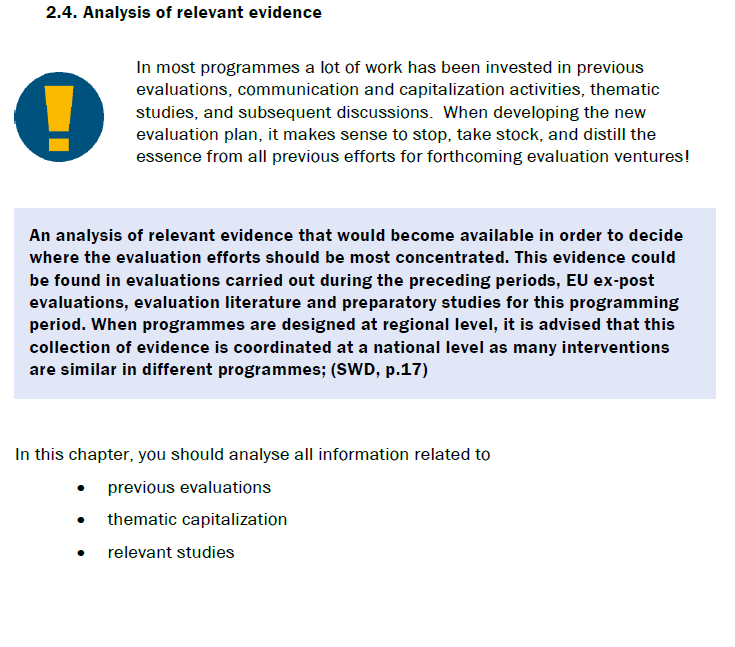 2.4. Analysis of relevant evidence
In most programmes a lot of work has been invested in previous
evaluations, communication and capitalization activities, thematic
studies, and subsequent discussions.  When developing the new
evaluation plan, it makes sense to stop, take stock, and distill the
essence from all previous efforts for forthcoming evaluation ventures!
An analysis of relevant evidence that would become available in order to decide
where the evaluation efforts should be most concentrated. This evidence could
be found in evaluations carried out during the preceding periods, EU ex-post
evaluations, evaluation literature and preparatory studies for this programming
period. When programmes are designed at regional level, it is advised that this
collection of evidence is coordinated at a national level as many interventions
are similar in different programmes; (SWD, p.17)
In this chapter, you should analyse all information related to
• previous evaluations
• thematic capitalization
• relevant studies